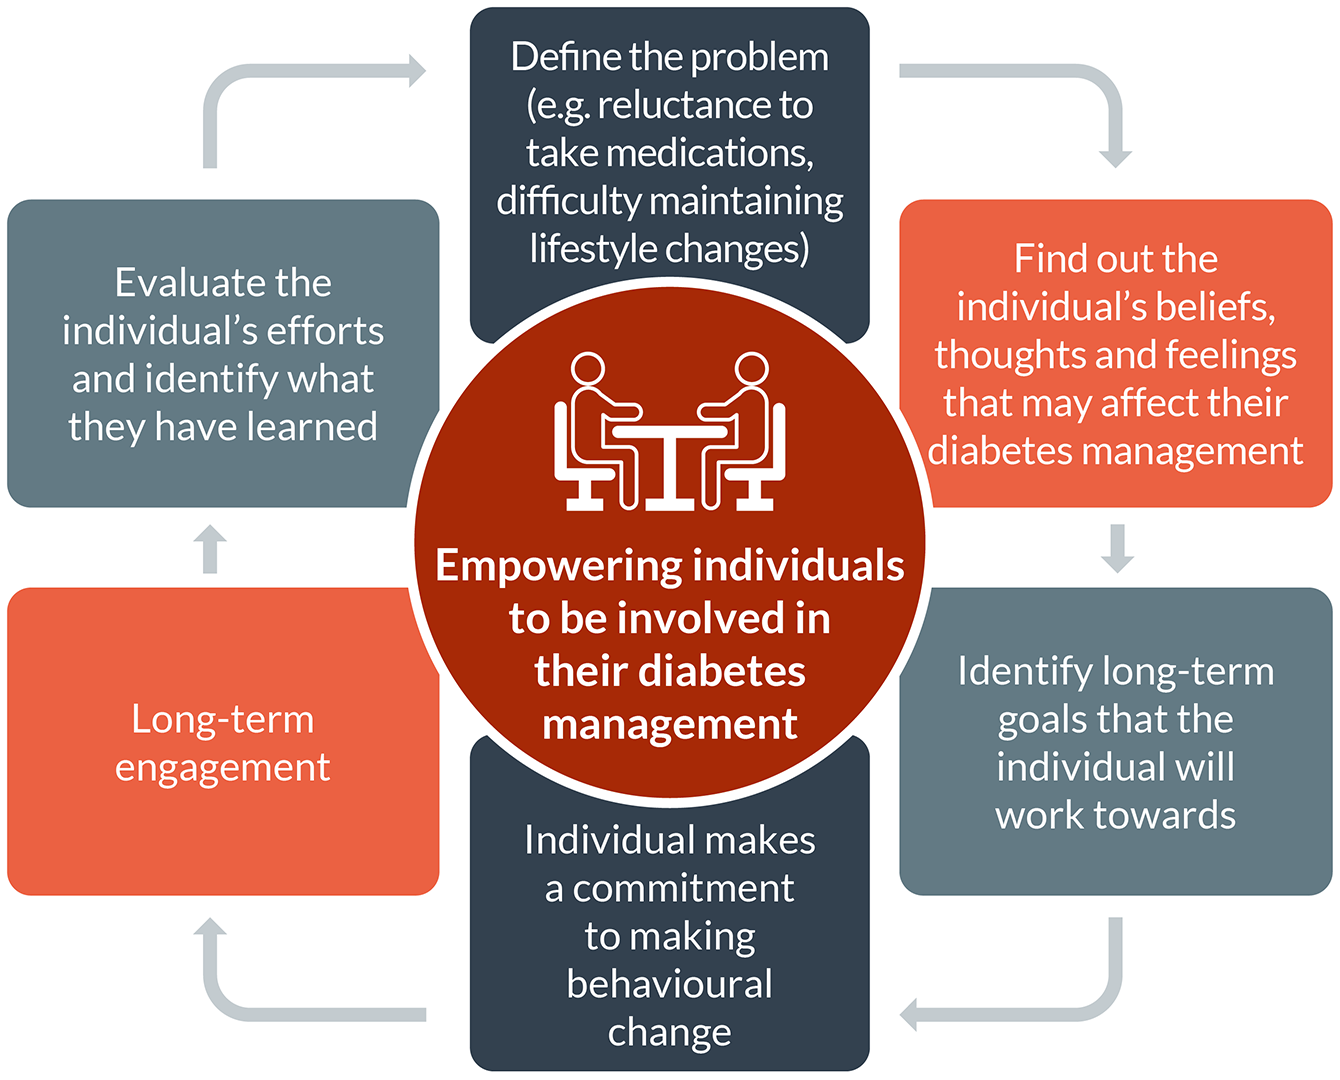 Define the problem
(e.g. reluctance to
take medications,
difficulty maintaining
lifestyle changes)
Find out the
individual’s beliefs,
thoughts and feelings
that may affect their
diabetes management
Identify long-term
goals that the
individual will
work towards
Individual makes
a commitment
to making
behavioural
change
Long-term
engagement
Evaluate the
individual’s efforts
and identify what
they have learned
Empowering individuals
to be involved in
their diabetes
management